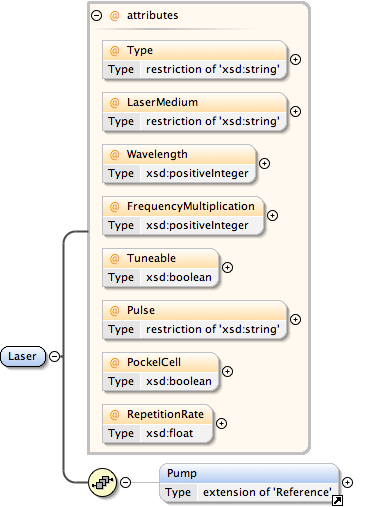 attributes
@ Type
Type restriction of 'xsd:string'
@ LaserMedium
Type restriction of 'xsd:string'
@ Wavelength
Type xsd:positiveInteger
@ FrequencyMultiplication
Type xsd:positiveInteger
@ Tuneable
Type xsd:boolean
@ Pulse
Type restriction of 'xsd:string'
@ PockelCell
Type xsd:boolean
@ RepetitionRate
Type xsd:float
Laser
Pump
Type extension of 'Reference'